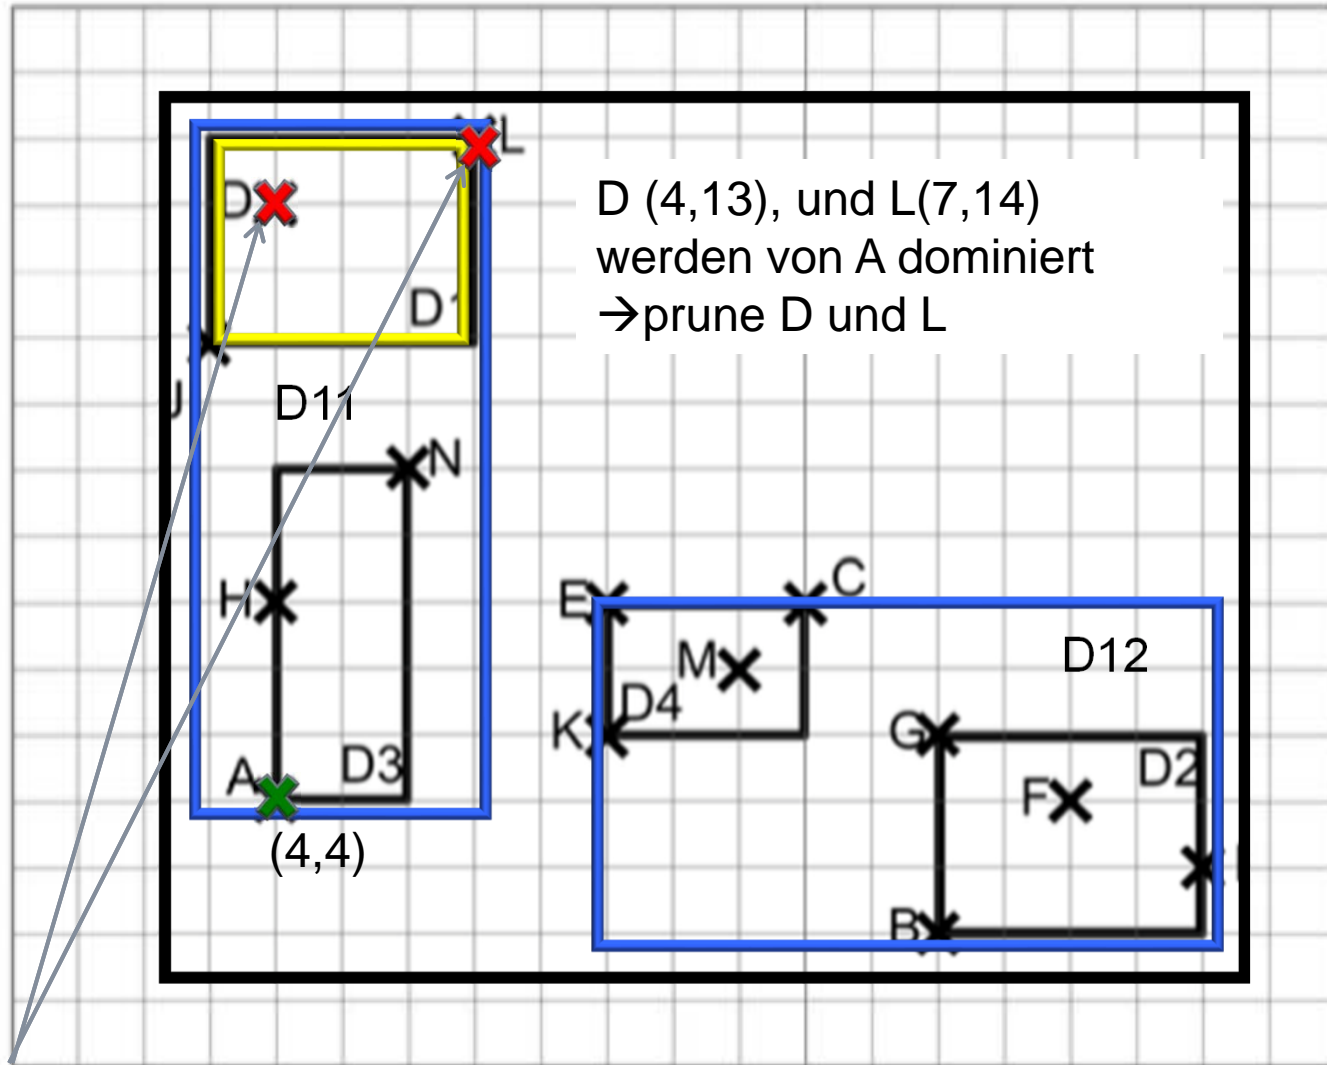 L
D
D (4,13), und L(7,14)
werden von A dominiert
→prune D und L
D1
J
D11
N
H
E
C
M
D12
D4
K
G
D2
A
D3
F
(4,4)
B